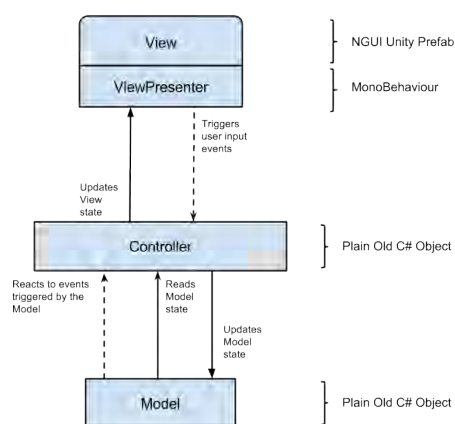 View
NGUI Unity Prefab
ViewPresenter
MonoBehaviour
Triggers
user input
events
Updates
View
state
Controller
Plain Old C# Object
Reacts to events
triggered by the
Model
Reads
Model
state
Updates
Model
state
Model
Plain Old C# Object